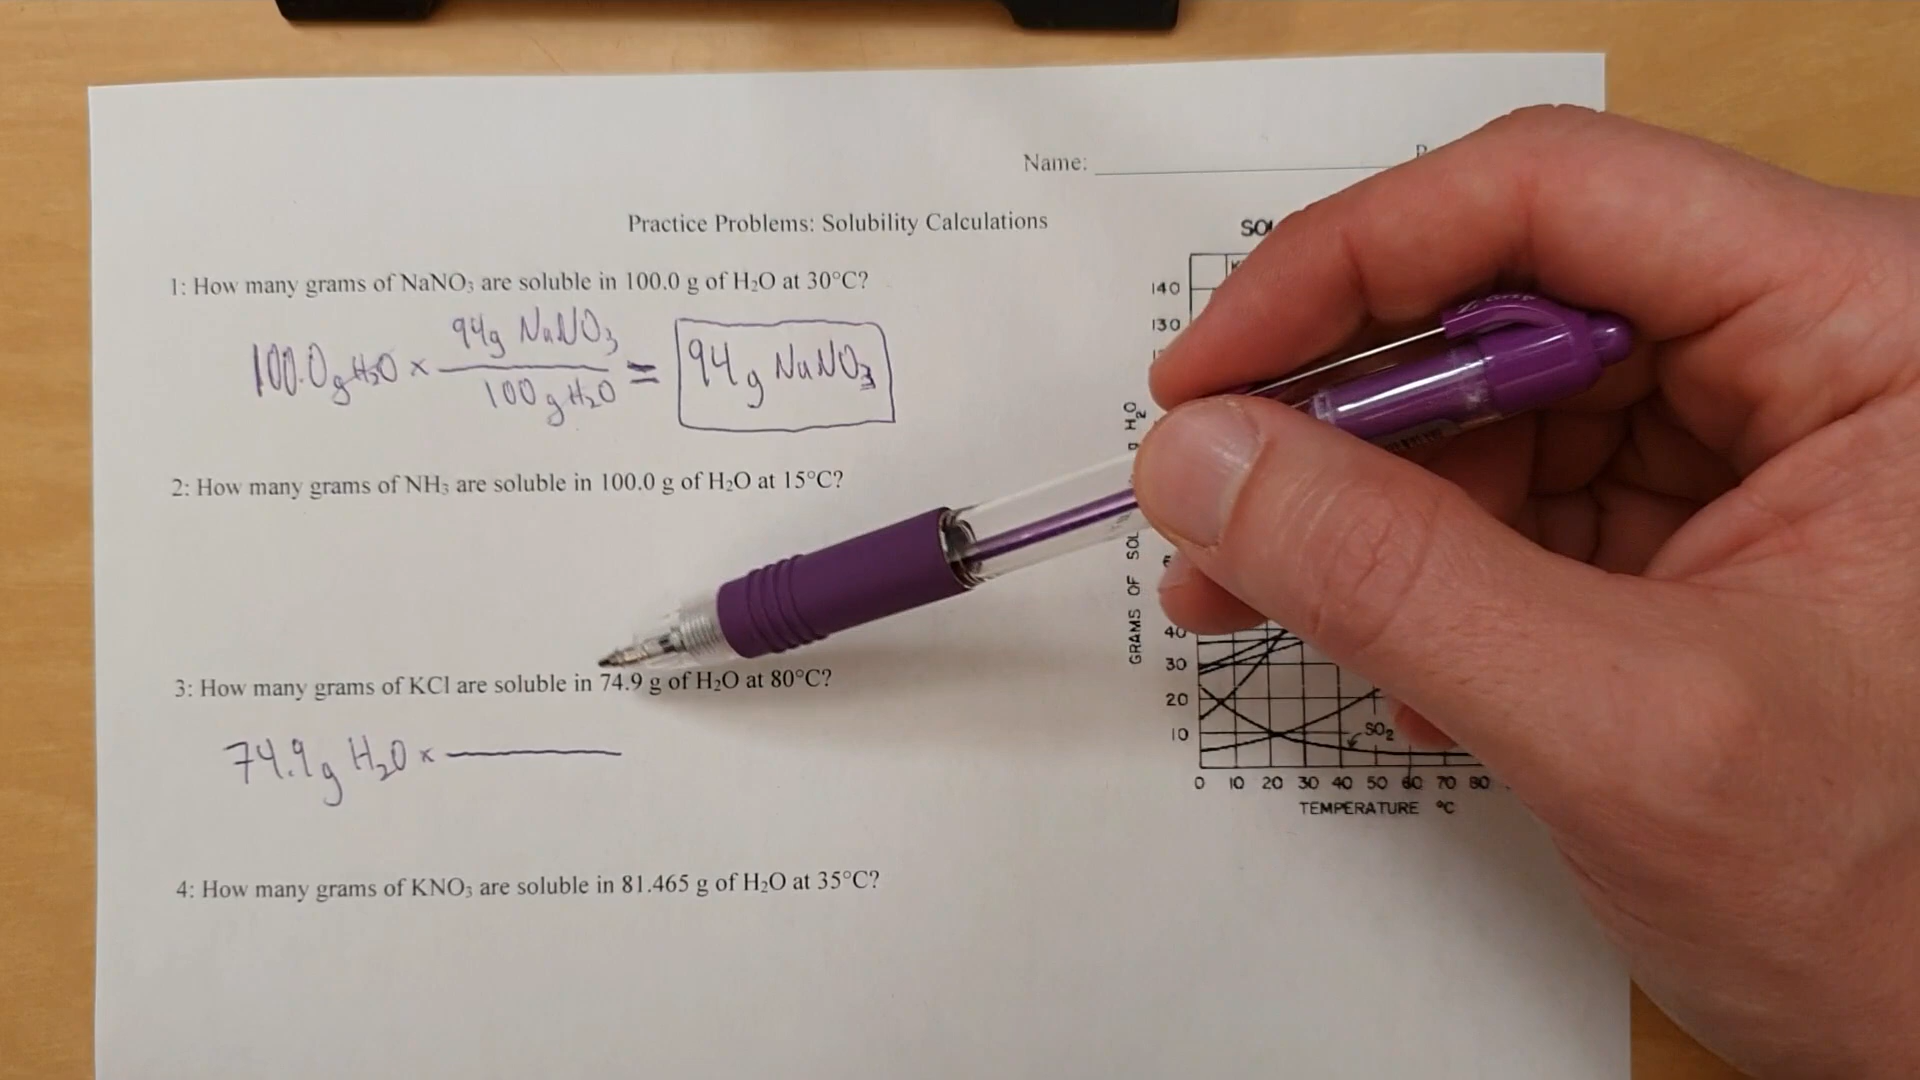 Name:
Practice Problems: Solubility Calculations
1: How many grams of NaNO₃ are soluble in 100.0 g of H₂O at 30°C?
100.0 g H₂O × 94g NaNO₃ / 100 g H₂O = 94 g NaNO₃
2: How many grams of NH₃ are soluble in 100.0 g of H₂O at 15°C?
3: How many grams of KCl are soluble in 74.9 g of H₂O at 80°C?
74.9g H₂O ×
4: How many grams of KNO₃ are soluble in 81.465 g of H₂O at 35°C?
140
130
H₂O
GRAMS OF
40
30
20
10
SO₂
0 10 20 30 40 50 60 70 80
TEMPERATURE °C